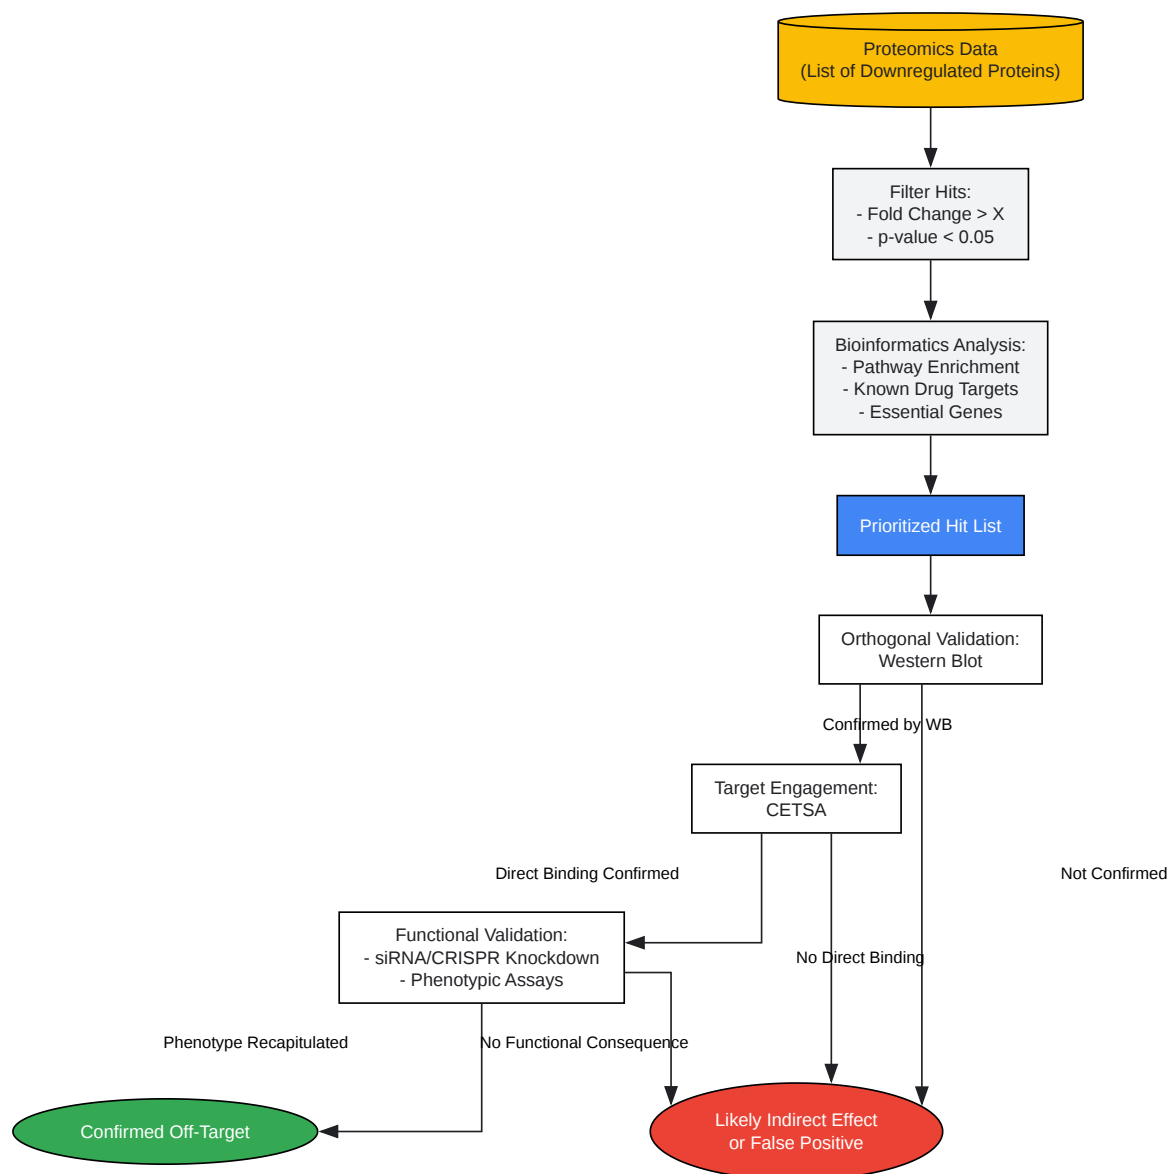 Proteomics Data
(List of Downregulated Proteins)
Filter Hits:
- Fold Change > X
- p-value < 0.05
Bioinformatics Analysis:
- Pathway Enrichment
- Known Drug Targets
- Essential Genes
Prioritized Hit List
Orthogonal Validation:
Western Blot
Confirmed by WB
Target Engagement:
CETSA
Direct Binding Confirmed
Not Confirmed
Functional Validation:
- siRNA/CRISPR Knockdown
- Phenotypic Assays
No Direct Binding
Phenotype Recapitulated
No Functional Consequence
Confirmed Off-Target
Likely Indirect Effect
or False Positive